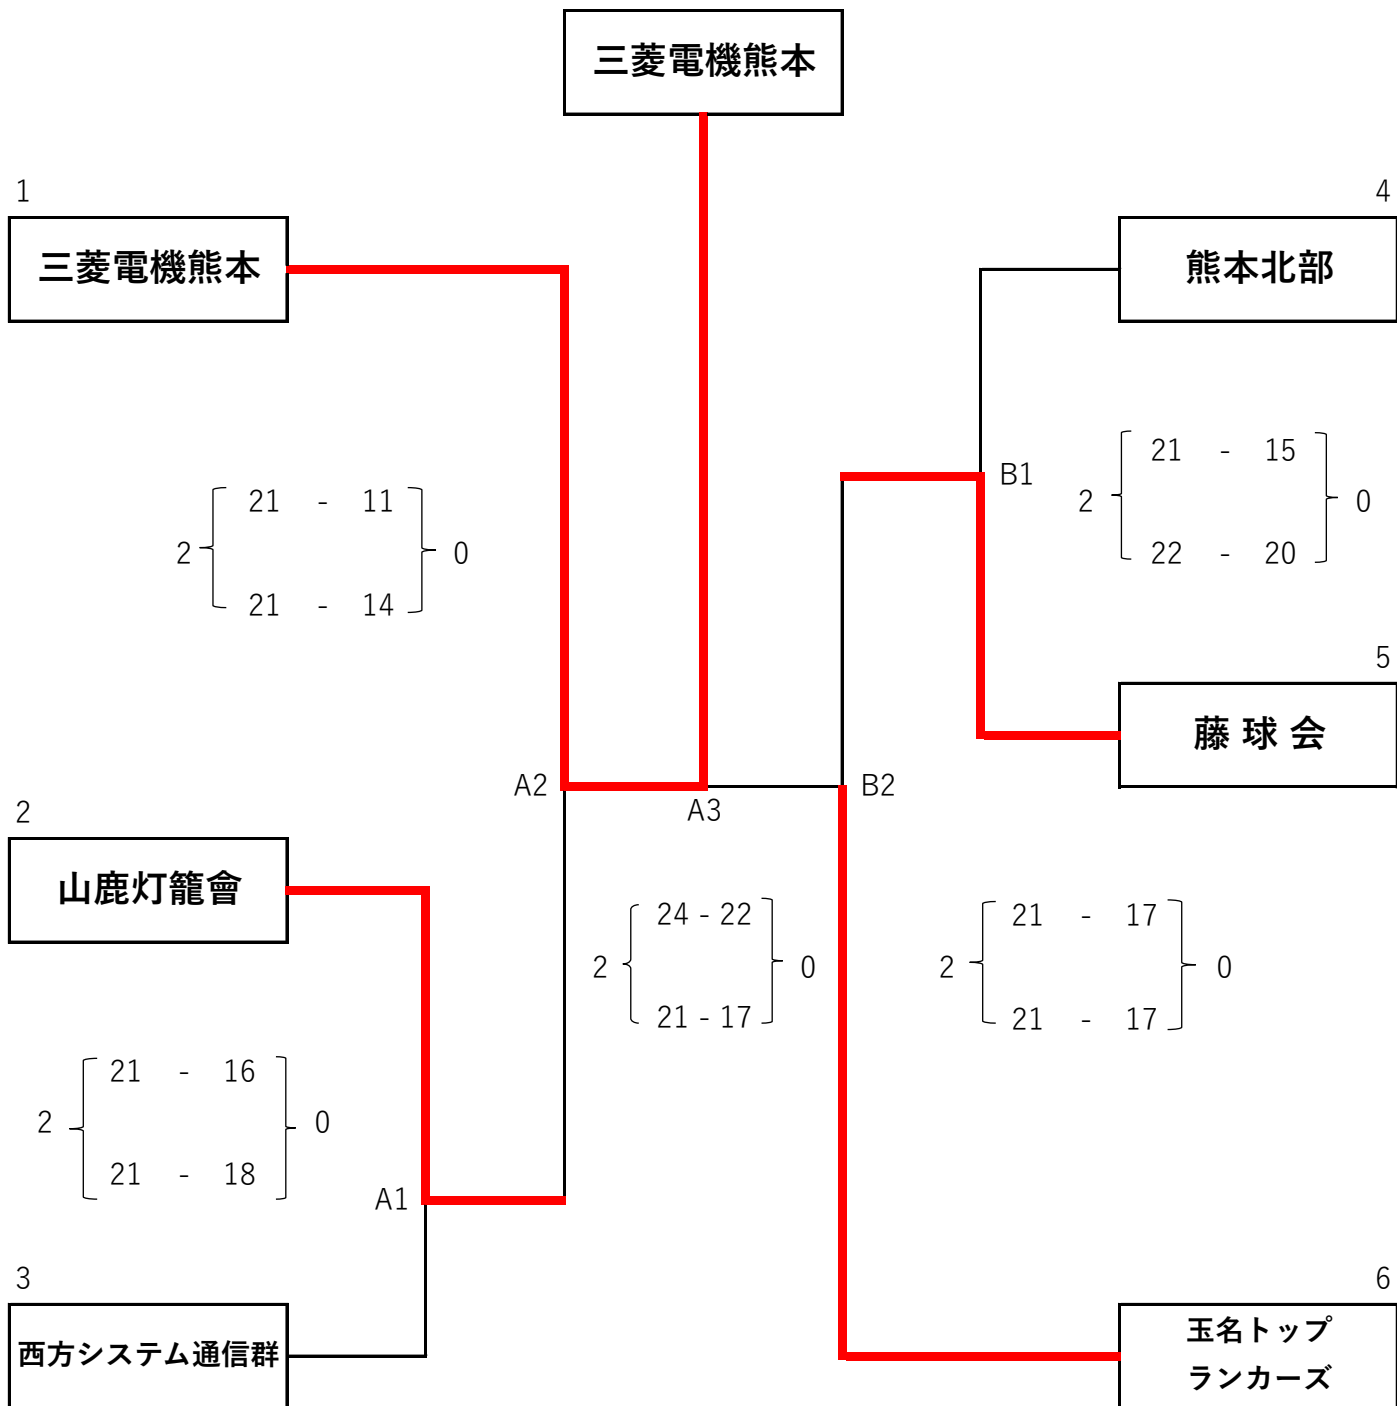 三菱電機熊本
1
4
三菱電機熊本
熊本北部
B1
2 21 - 15 0
22 - 20
2 21 - 11 0
21 - 14
5
藤 球 会
A2
A3
B2
2
山鹿灯籠會
2 24 - 22 0
21 - 17
2 21 - 17 0
21 - 17
2 21 - 16 0
21 - 18
A1
3
西方システム通信群
6
玉名トップ
ランカーズ